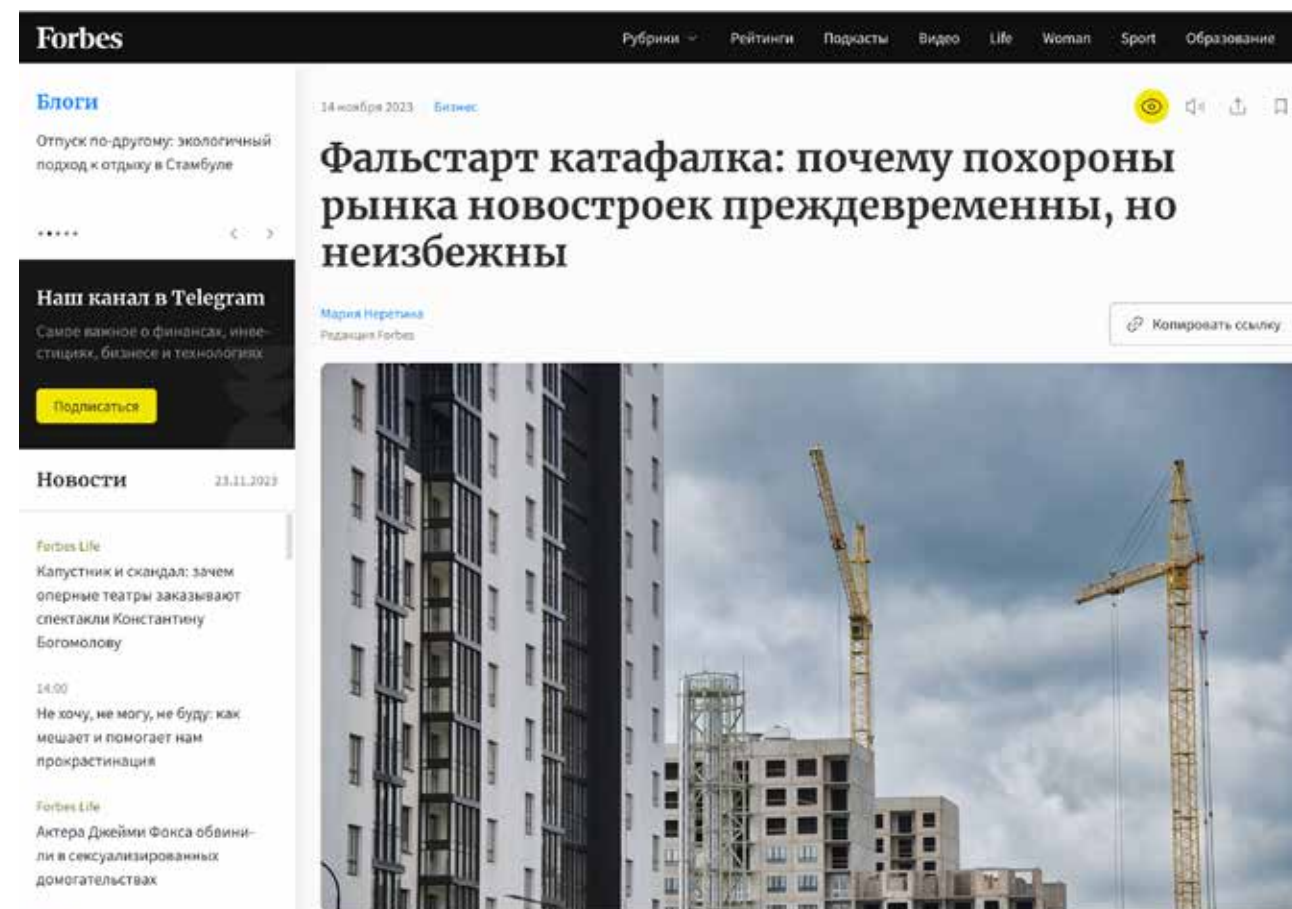 Forbes
Рубрики Рейтинги Подкасты Видео Life Woman Sport Образование
Блоги
Отпуск по-другому: экологичный
подход к отдыху в Стамбуле
Наш канал в Telegram
Самое важное о финансах, инве-
стициях, бизнесе и технологиях
Подписаться
Новости 23.11.2023
Forbes Life
Капустник и скандал: зачем
оперные театры заказывают
спектакли Константину
Богомолову
14:00
Не хочу, не могу, не буду: как
мешает и помогает нам
прокрастинация
Forbes Life
Актера Джейми Фокса обвини-
ли в сексуализированных
домогательствах
14 ноября 2023 Бизнес
Фальстарт катафалка: почему похороны
рынка новостроек преждевременны, но
неизбежны
Мария Неретина
Редакция Forbes
Копировать ссылку